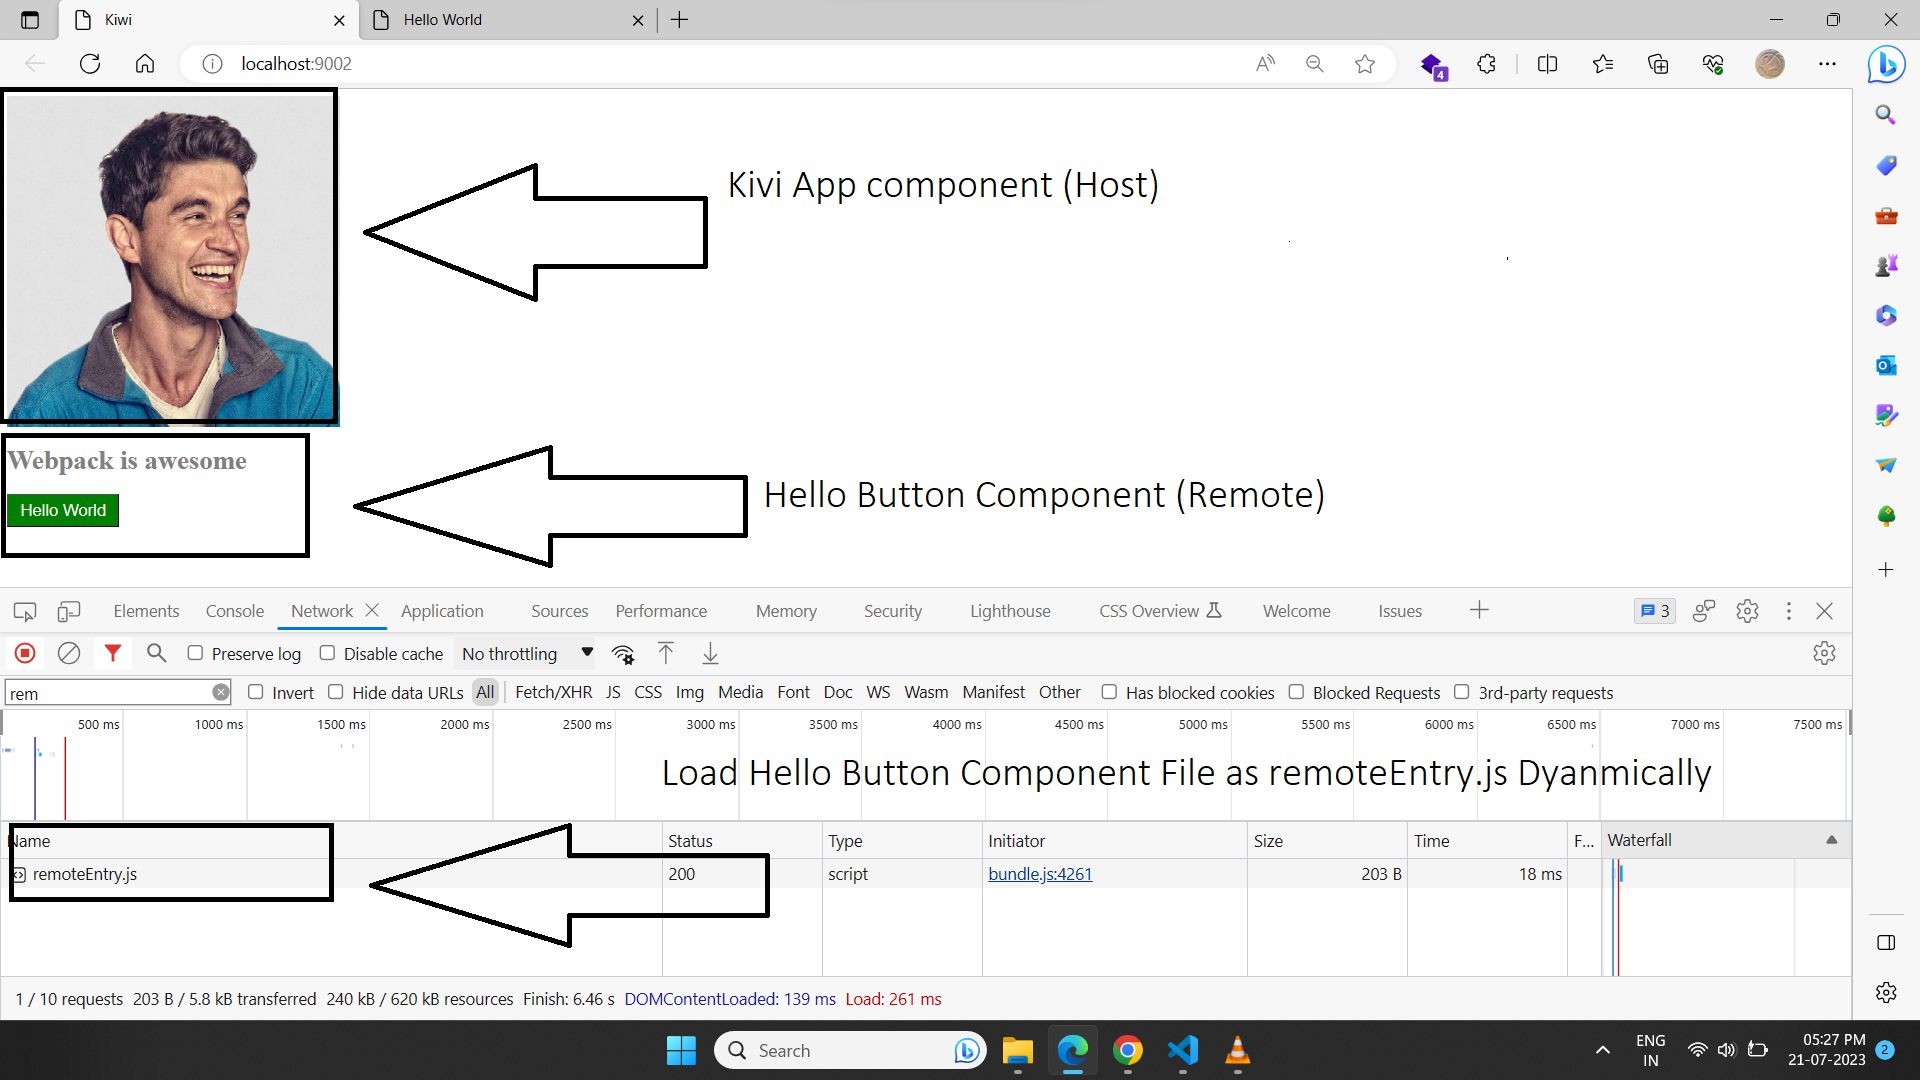 Kiwi
Hello World
localhost:9002
4
Kivi App component (Host)
Webpack is awesome
Hello World
Hello Button Component (Remote)
Elements Console Network Application Sources Performance Memory Security Lighthouse CSS Overview Welcome Issues 3
Preserve log Disable cache No throttling
rem Invert Hide data URLs All Fetch/XHR JS CSS Img Media Font Doc WS Wasm Manifest Other Has blocked cookies Blocked Requests 3rd-party requests
500 ms 1000 ms 1500 ms 2000 ms 2500 ms 3000 ms 3500 ms 4000 ms 4500 ms 5000 ms 5500 ms 6000 ms 6500 ms 7000 ms 7500 ms
Load Hello Button Component File as remoteEntry.js Dyanmically
Name Status Type Initiator Size Time F... Waterfall
remoteEntry.js 200 script bundle.js:4261 203 B 18 ms
1 / 10 requests 203 B / 5.8 kB transferred 240 kB / 620 kB resources Finish: 6.46 s DOMContentLoaded: 139 ms Load: 261 ms
Search
ENG
IN
05:27 PM
21-07-2023
2